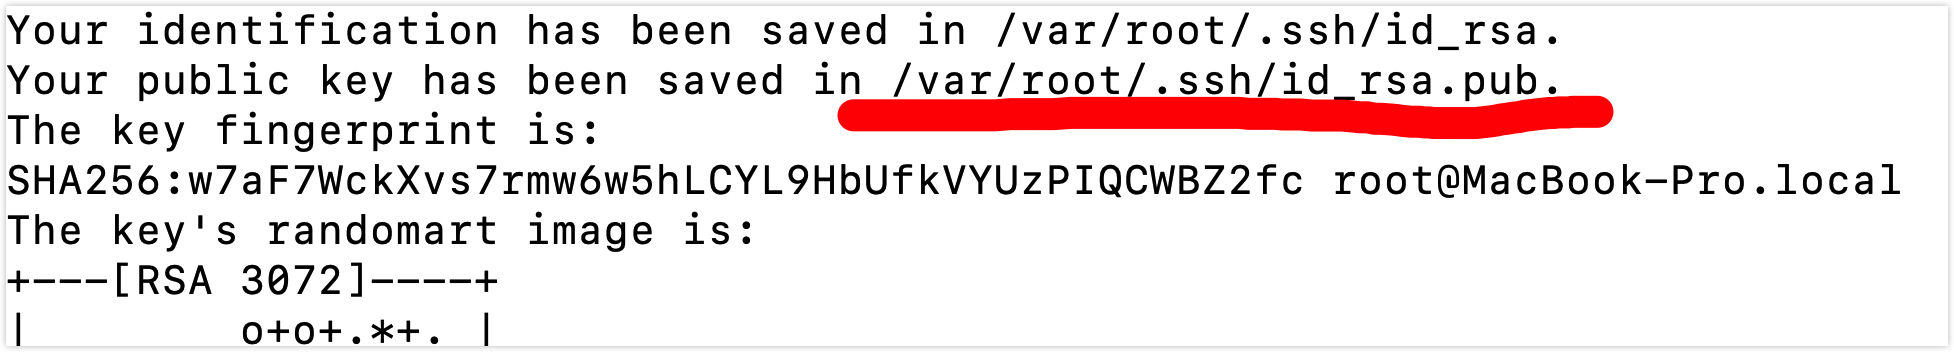 Your identification has been saved in /var/root/.ssh/id_rsa.
Your public key has been saved in /var/root/.ssh/id_rsa.pub.
The key fingerprint is:
SHA256:w7aF7WckXvs7rmw6w5hLCYL9HbUfkVYUzPIQCWBZ2fc root@MacBook-Pro.local
The key's randomart image is:
+---[RSA 3072]----+
|        o+o+.*+. |